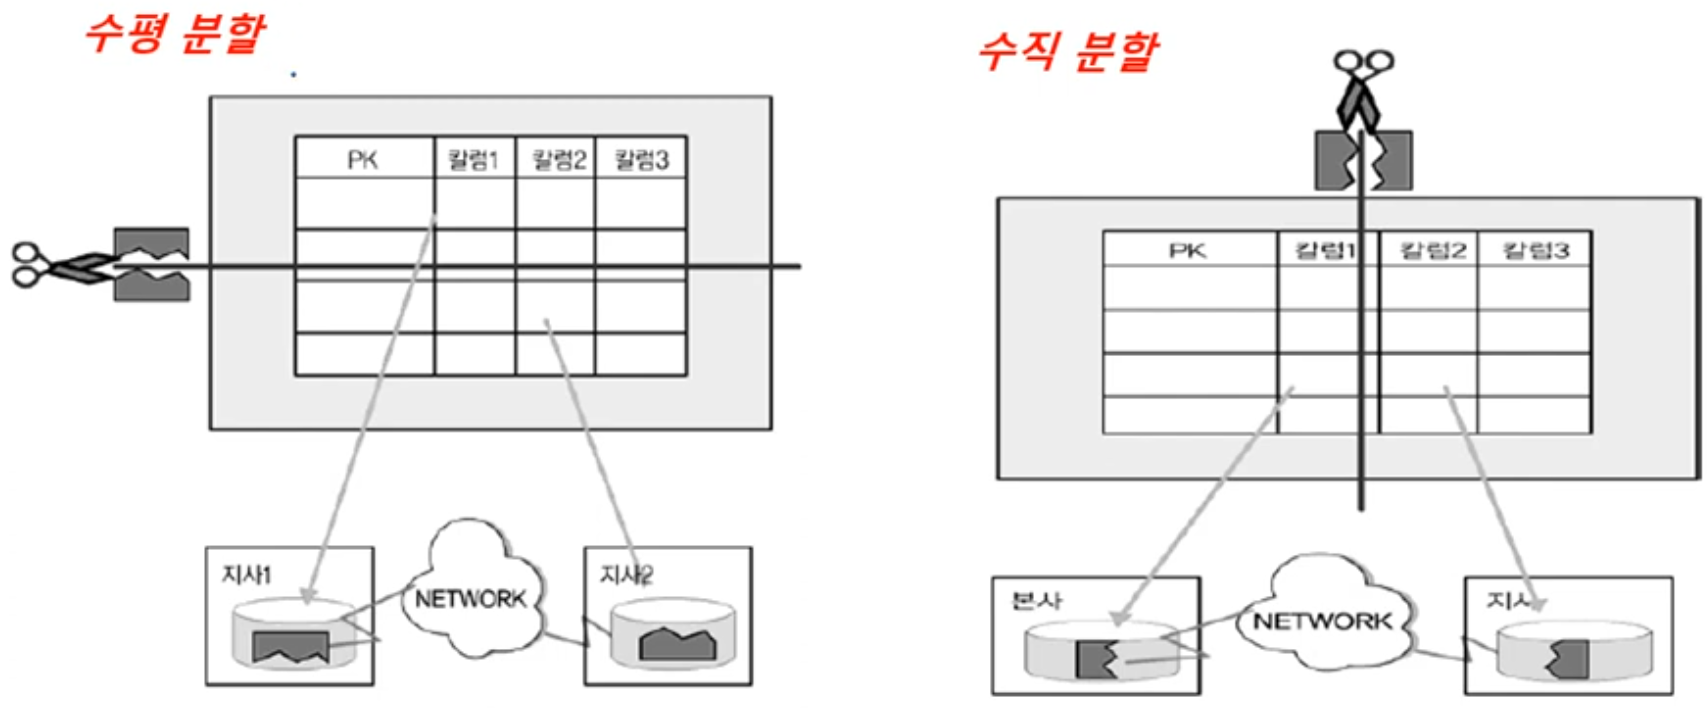 수평 분할
PK 칼럼1 칼럼2 칼럼3
지사1
NETWORK
지사2
수직 분할
PK 칼럼1 칼럼2 칼럼3
본사
NETWORK
지사